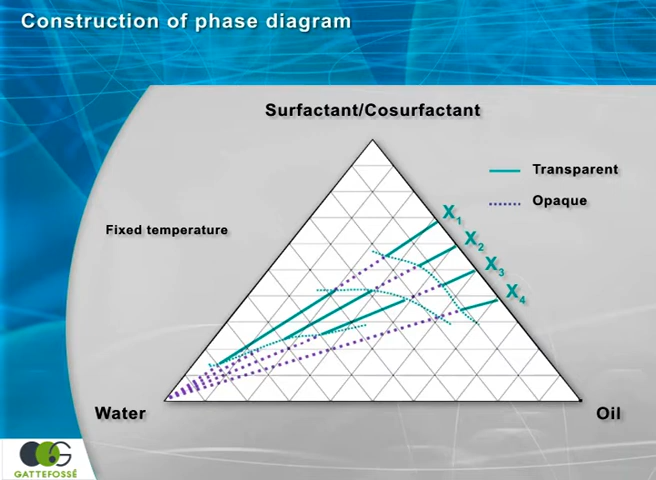 Construction of phase diagram
Surfactant/Cosurfactant
Transparent
Opaque
Fixed temperature
X1
X2
X3
X4
Water
Oil
GATTEFOSSÉ